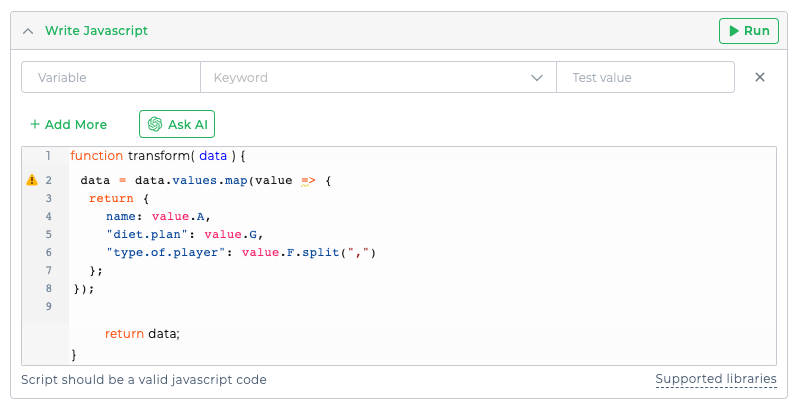 Write Javascript
Run
Variable
Keyword
Test value
+ Add More
Ask AI
1 function transform( data ) {
2 data = data.values.map(value => {
3 return {
4 name: value.A,
5 "diet.plan": value.G,
6 "type.of.player": value.F.split(",")
7 };
8 });
9
return data;
}
Script should be a valid javascript code
Supported libraries